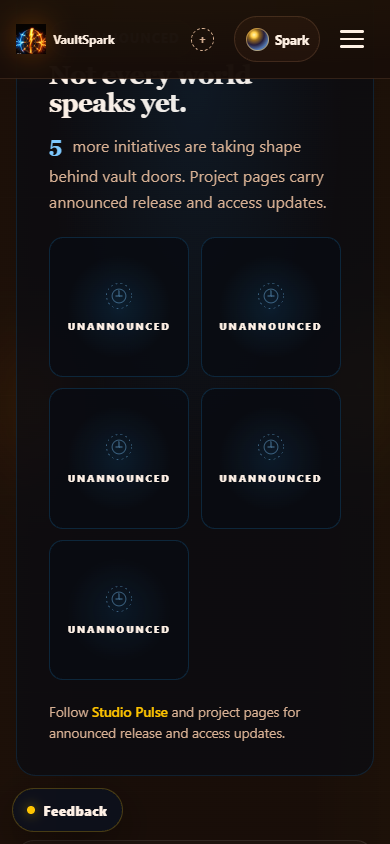 VaultSpark
+
Spark
Not every world
speaks yet.
5 more initiatives are taking shape
behind vault doors. Project pages carry
announced release and access updates.
UNANNOUNCED
UNANNOUNCED
UNANNOUNCED
UNANNOUNCED
UNANNOUNCED
Follow Studio Pulse and project pages for
announced release and access updates.
Feedback